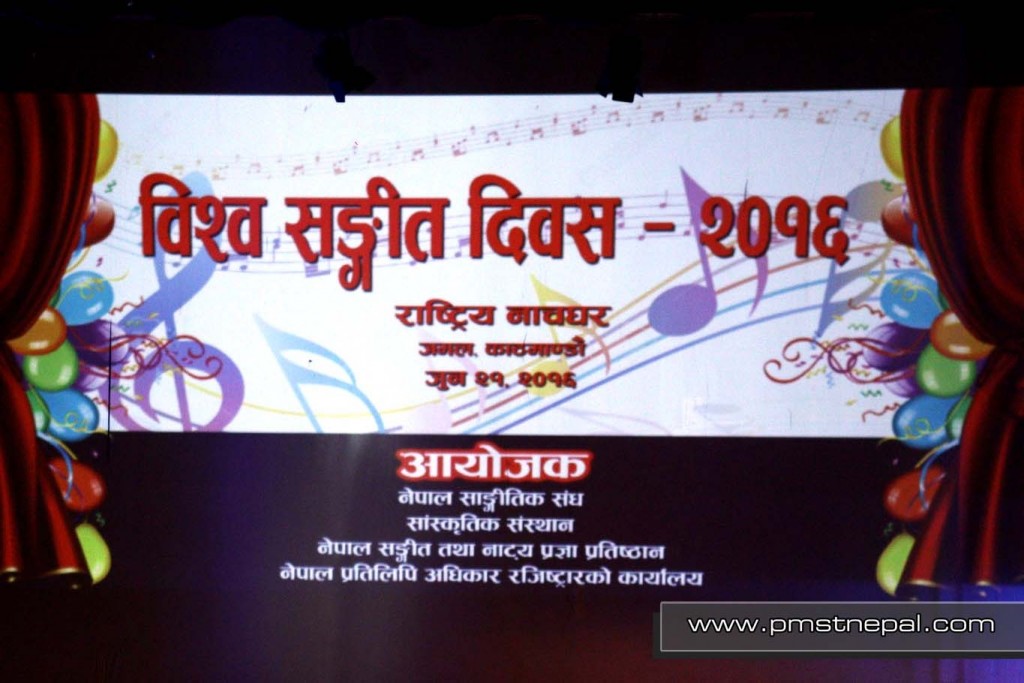 विश्व सङ्गीत दिवस - २०१६
राष्ट्रिय नाचघर
जमल, काठमाण्डौ
जुन २१, २०१६
आयोजक
नेपाल साङ्गीतिक संघ
सांस्कृतिक संस्थान
नेपाल सङ्गीत तथा नाट्य प्रज्ञा प्रतिष्ठान
नेपाल प्रतिलिपि अधिकार रजिष्ट्रारको कार्यालय
www.pmstnepal.com